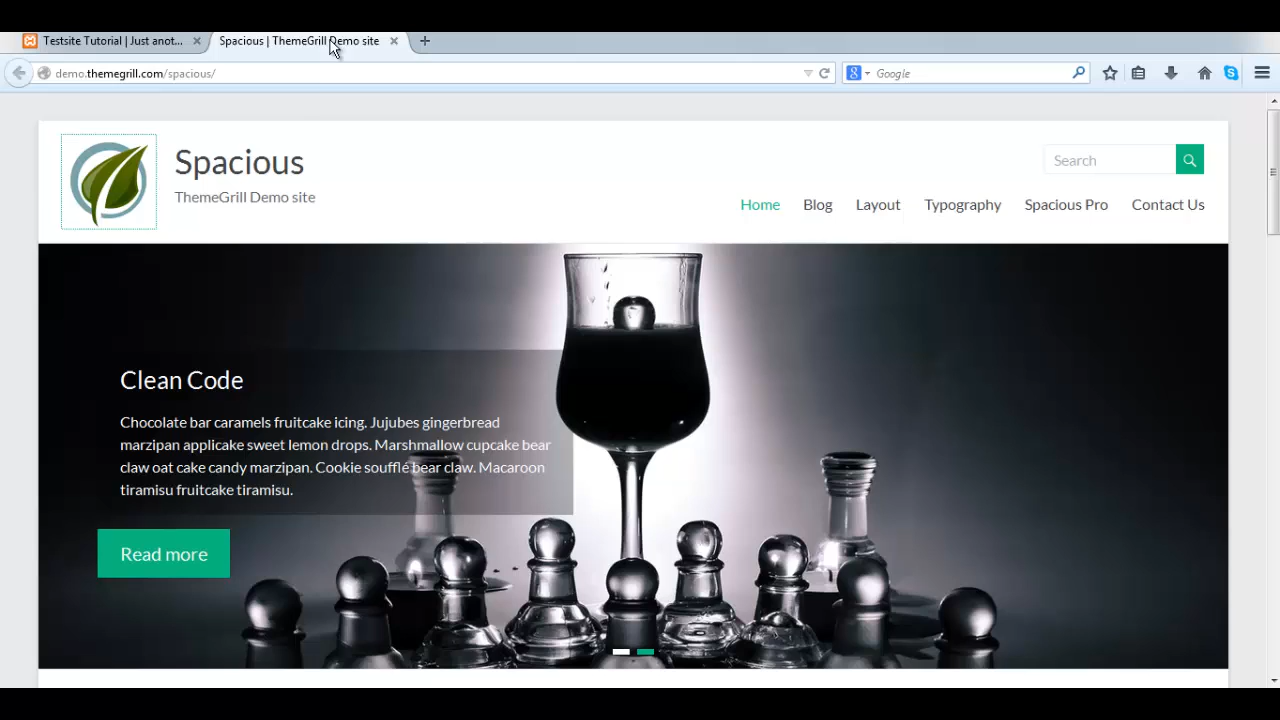 Testsite Tutorial | Just anot...
Spacious | ThemeGrill Demo site
demo.themegrill.com/spacious/
Google
Spacious
ThemeGrill Demo site
Search
Home Blog Layout Typography Spacious Pro Contact Us
Clean Code
Chocolate bar caramels fruitcake icing. Jujubes gingerbread
marzipan applicake sweet lemon drops. Marshmallow cupcake bear
claw oat cake candy marzipan. Cookie soufflé bear claw. Macaroon
tiramisu fruitcake tiramisu.
Read more